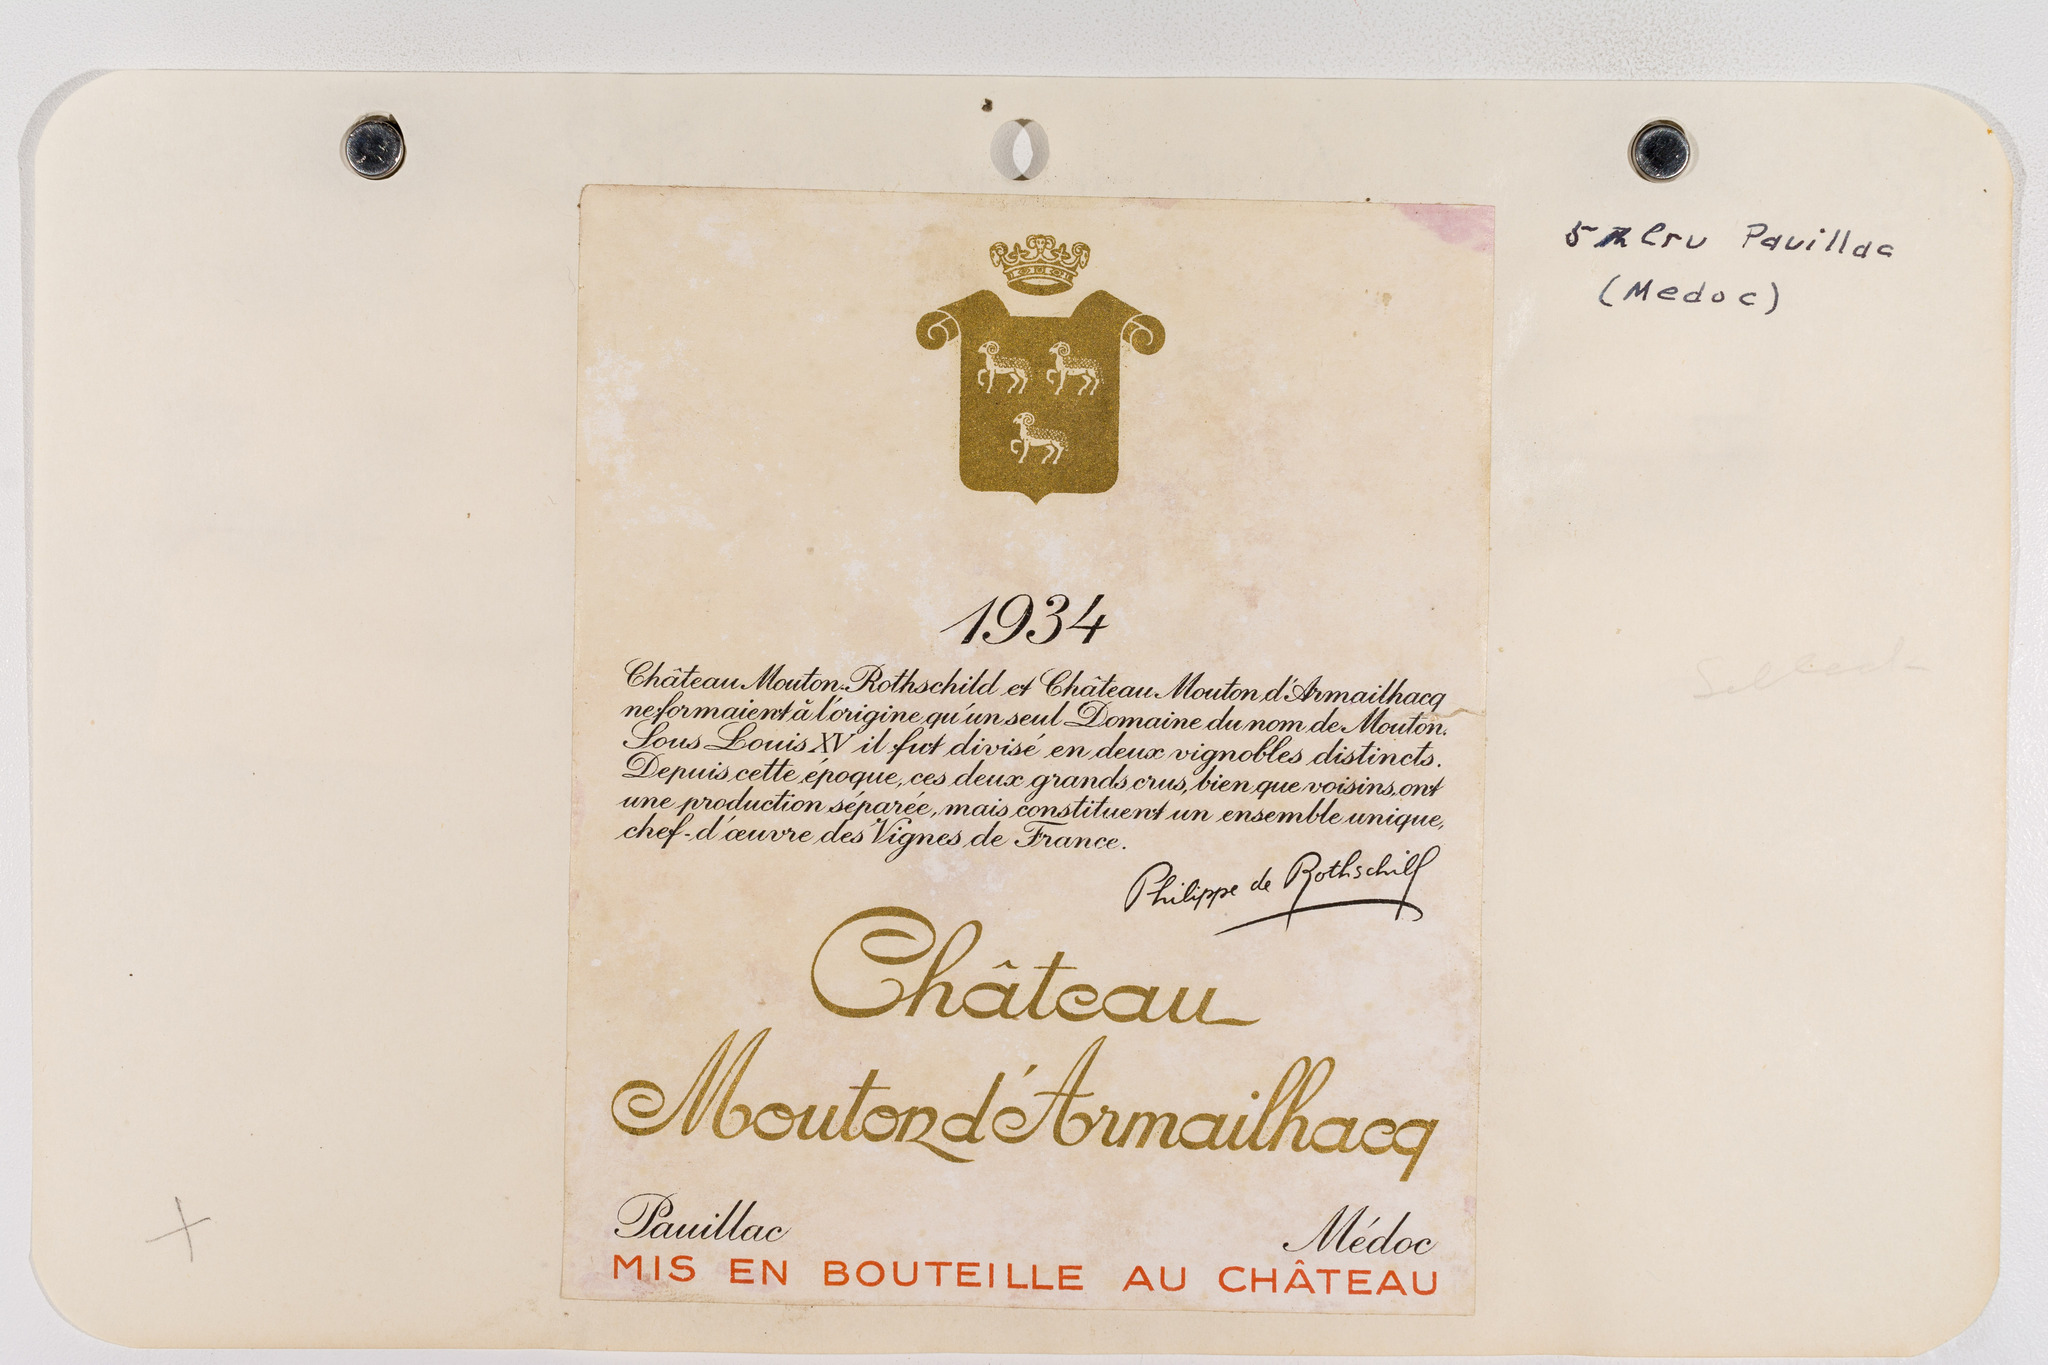 5th Cru Pauillac
(Medoc)
1934
Château Mouton-Rothschild et Château Mouton d'Armailhacq
ne formaient à l'origine qu'un seul Domaine du nom de Mouton.
Sous Louis XV il fut divisé en deux vignobles distincts.
Depuis cette époque, ces deux grands crus, bien que voisins, ont
une production séparée, mais constituent un ensemble unique,
chef-d'œuvre des Vignes de France.
Philippe de Rothschild
Château
Mouton d'Armailhacq
Pauillac Médoc
MIS EN BOUTEILLE AU CHÂTEAU